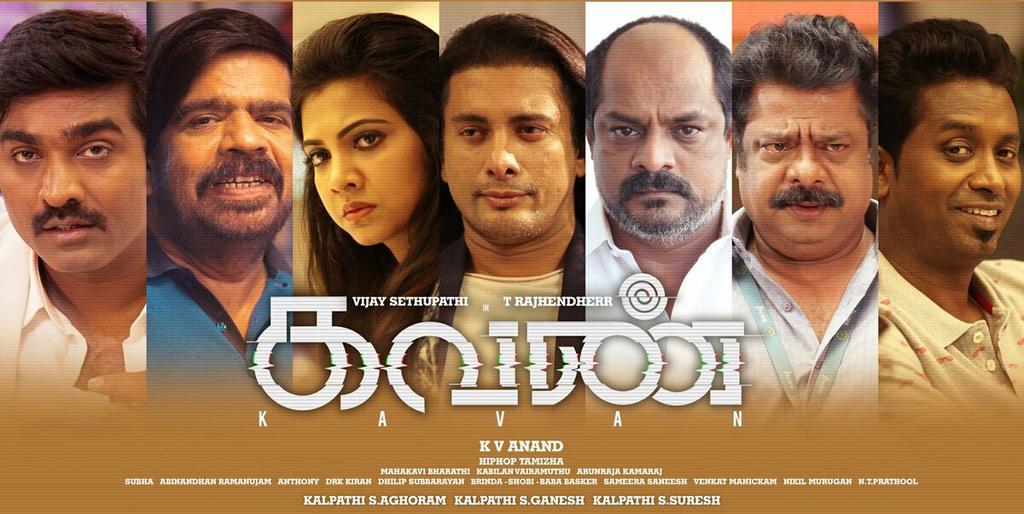 VIJAY SETHUPATHI IN T RAJHENDHERR
கவண்
KAVAN
K V ANAND
HIPHOP TAMIZHA
MAHAKAVI BHARATHI KABILAN VAIRAMUTHU ARUNRAJA KAMARAJ
SUBHA ABINANDHAN RAMANUJAM ANTHONY DRK KIRAN DHILIP SUBBARAYAN BRINDA - SHOBI - BABA BASKER SAMEERA SANEESH VENKAT MANICKAM NIKIL MURUGAN N.T.PRATHOOL
KALPATHI S.AGHORAM KALPATHI S.GANESH KALPATHI S.SURESH